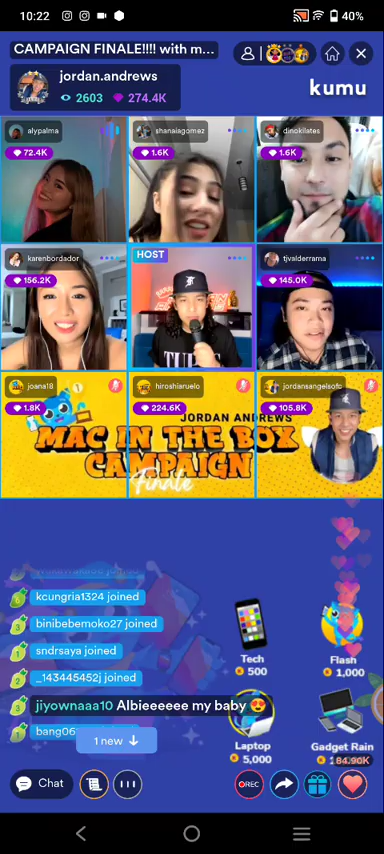 10:22
40%
CAMPAIGN FINALE!!!! with m...
jordan.andrews
2603 274.4K
kumu
alypalma
72.4K
shanaiagomez
1.6K
dinokilates
1.6K
karenbordador
156.2K
HOST
tjvalderrama
145.0K
joana18
1.8K
hiroshiaruelo
224.6K
jordansangelsofc
105.8K
JORDAN ANDREWS
MAC IN THE BOX
CAMPAIGN
Finale
kcungria1324 joined
binibebemoko27 joined
sndrsaya joined
_143445452j joined
jiyownaaa10 Albieeeeee my baby 😍
1 new ↓
Tech
500
Flash
1,000
Laptop
5,000
Gadget Rain
84.90K
Chat
REC